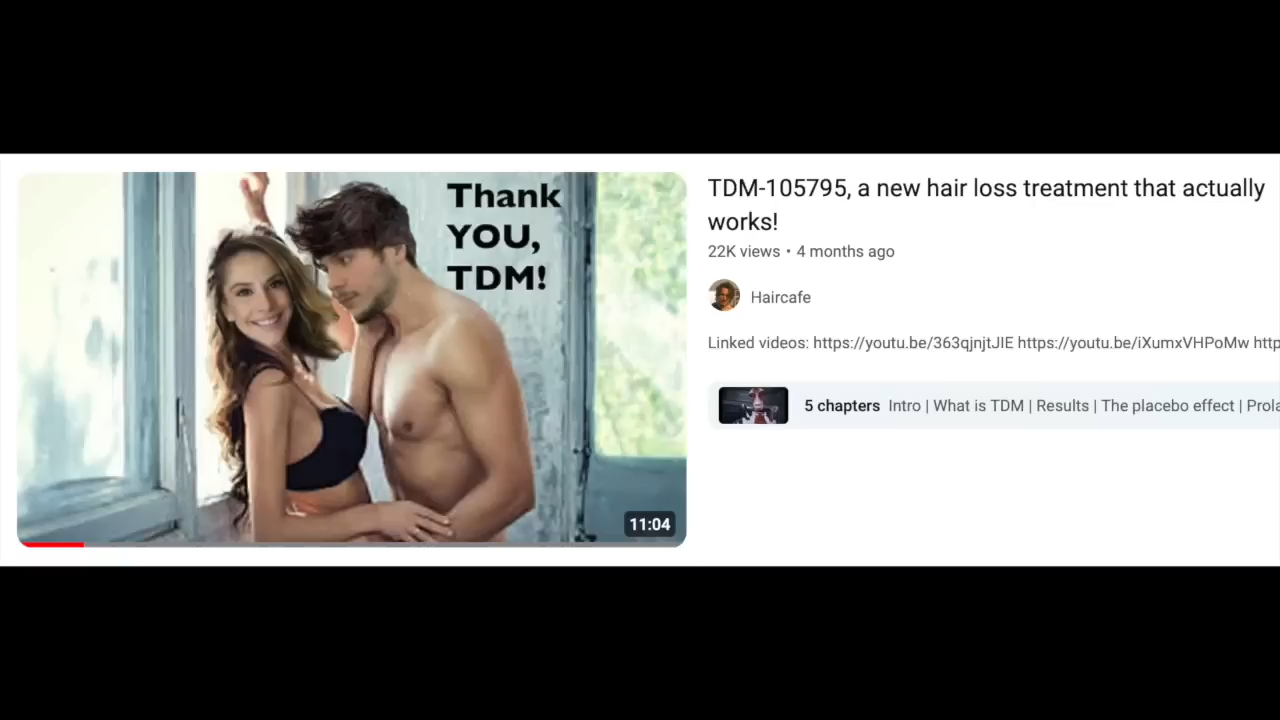 Thank
YOU,
TDM!
11:04
TDM-105795, a new hair loss treatment that actually
works!
22K views • 4 months ago
Haircafe
Linked videos: https://youtu.be/363qjnjtJIE https://youtu.be/iXumxVHPoMw http
5 chapters Intro | What is TDM | Results | The placebo effect | Prola